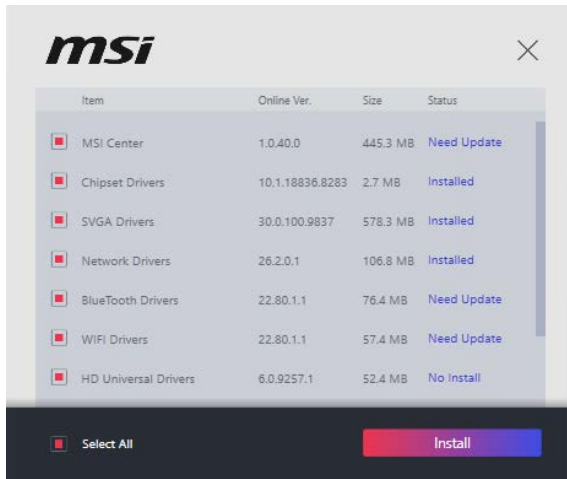 msi
Item Online Ver. Size Status
MSI Center 1.0.40.0 445.3 MB Need Update
Chipset Drivers 10.1.18836.8283 2.7 MB Installed
SVGA Drivers 30.0.100.9837 578.3 MB Installed
Network Drivers 26.2.0.1 106.8 MB Installed
BlueTooth Drivers 22.80.1.1 76.4 MB Need Update
WIFI Drivers 22.80.1.1 57.4 MB Need Update
HD Universal Drivers 6.0.9257.1 52.4 MB No Install
Select All Install